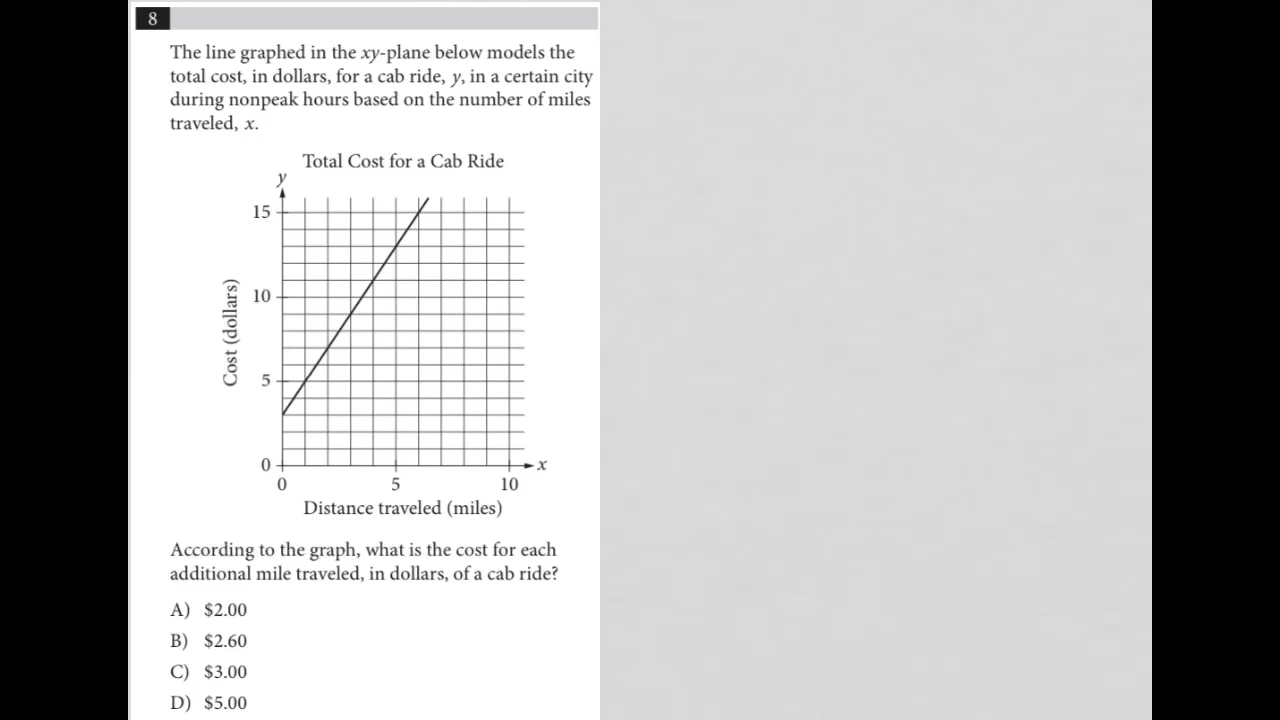 8
The line graphed in the xy-plane below models the
total cost, in dollars, for a cab ride, y, in a certain city
during nonpeak hours based on the number of miles
traveled, x.
Total Cost for a Cab Ride
y
15
10
5
0
Cost (dollars)
x
0 5 10
Distance traveled (miles)
According to the graph, what is the cost for each
additional mile traveled, in dollars, of a cab ride?
A) $2.00
B) $2.60
C) $3.00
D) $5.00